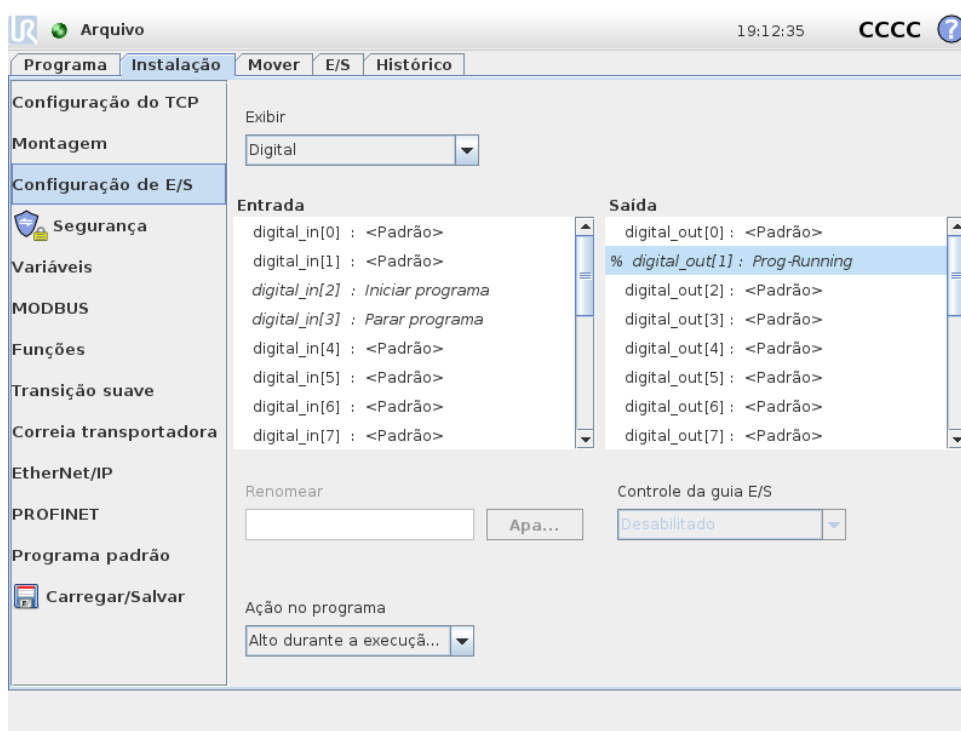 UR Arquivo 19:12:35 CCCC ?
Programa Instalação Mover E/S Histórico
Configuração do TCP
Montagem
Configuração de E/S
Segurança
Variáveis
MODBUS
Funções
Transição suave
Correia transportadora
EtherNet/IP
PROFINET
Programa padrão
Carregar/Salvar
Exibir
Digital
Entrada
digital_in[0] : <Padrão>
digital_in[1] : <Padrão>
digital_in[2] : Iniciar programa
digital_in[3] : Parar programa
digital_in[4] : <Padrão>
digital_in[5] : <Padrão>
digital_in[6] : <Padrão>
digital_in[7] : <Padrão>
Saída
digital_out[0] : <Padrão>
% digital_out[1] : Prog-Running
digital_out[2] : <Padrão>
digital_out[3] : <Padrão>
digital_out[4] : <Padrão>
digital_out[5] : <Padrão>
digital_out[6] : <Padrão>
digital_out[7] : <Padrão>
Renomear
Apa...
Controle da guia E/S
Desabilitado
Ação no programa
Alto durante a execuçã...